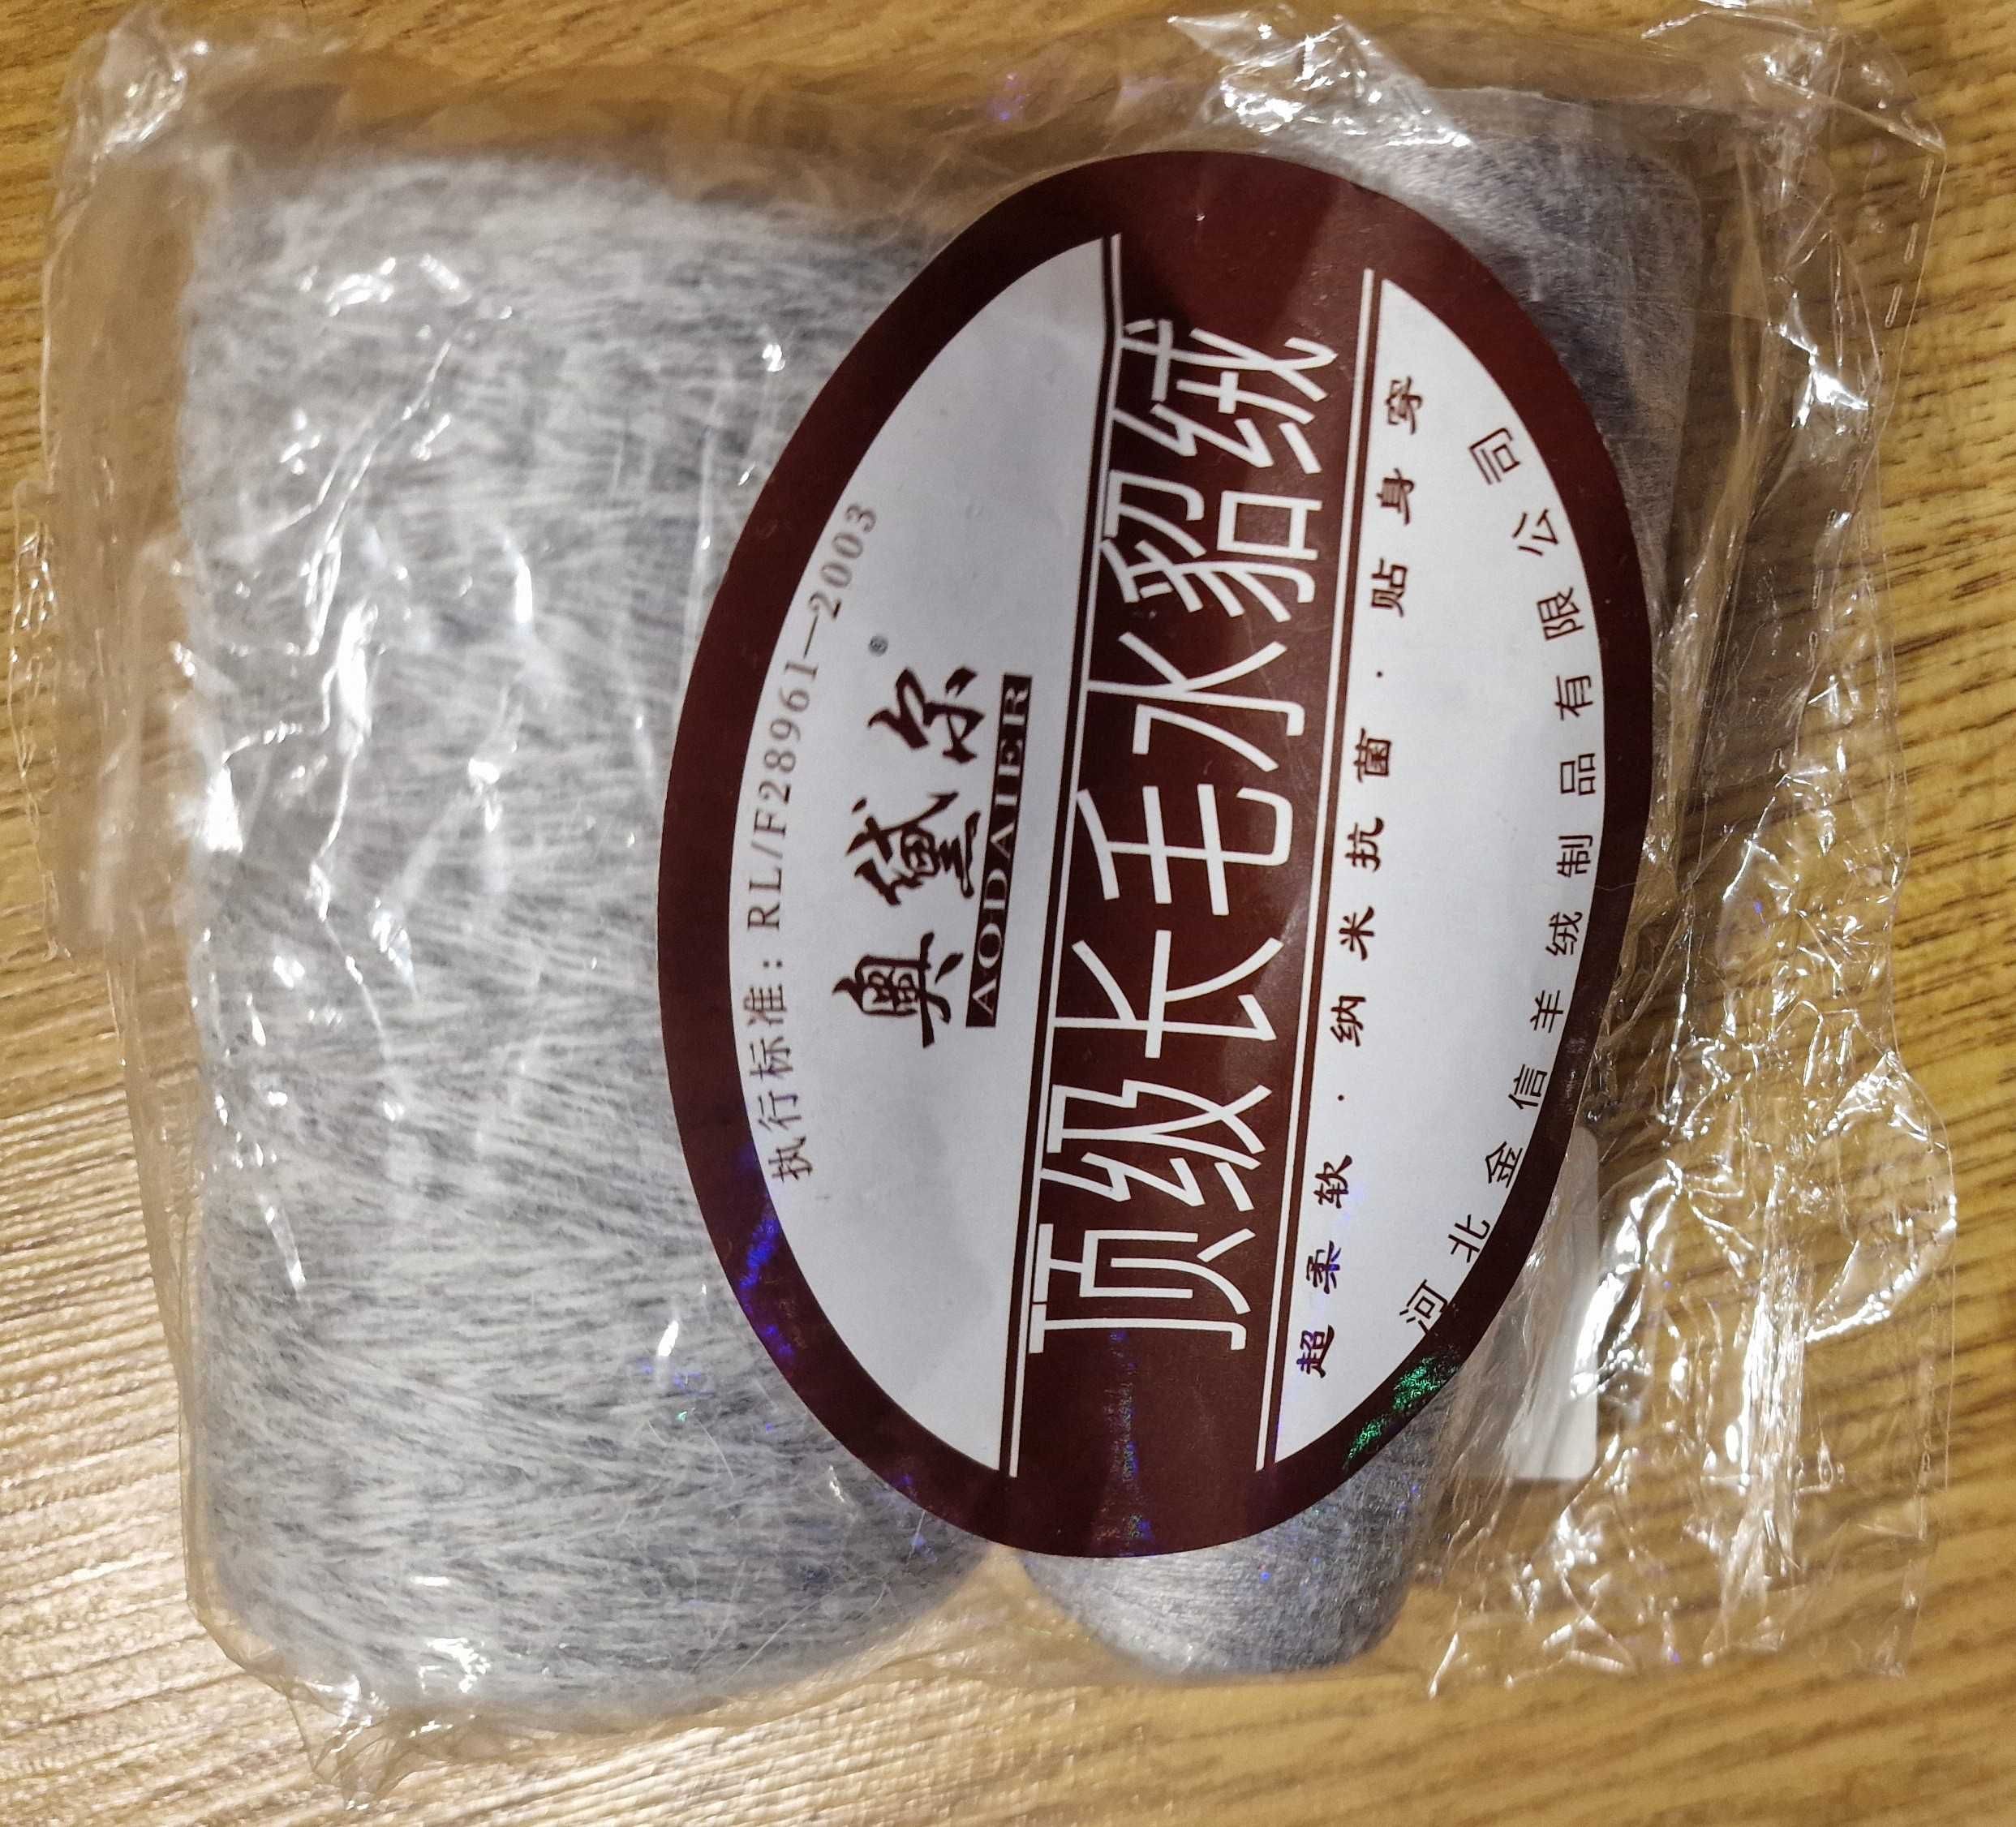 执行标准：RL/F28961—2003
奥黛尔®
AODAIER
顶级长毛水貂绒
超柔软·纳米抗菌·贴身穿
河北金信羊绒制品有限公司